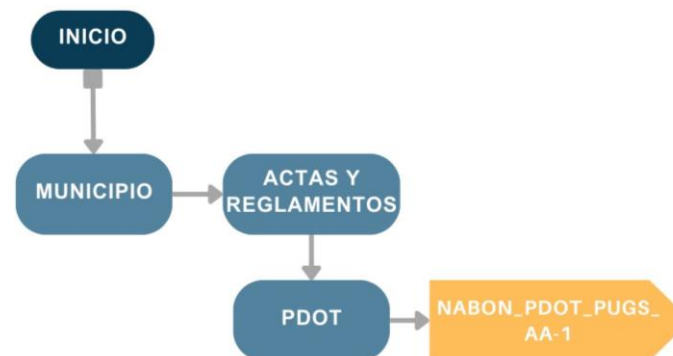 INICIO
MUNICIPIO
ACTAS Y
REGLAMENTOS
PDOT
NABON_PDOT_PUGS_
AA-1